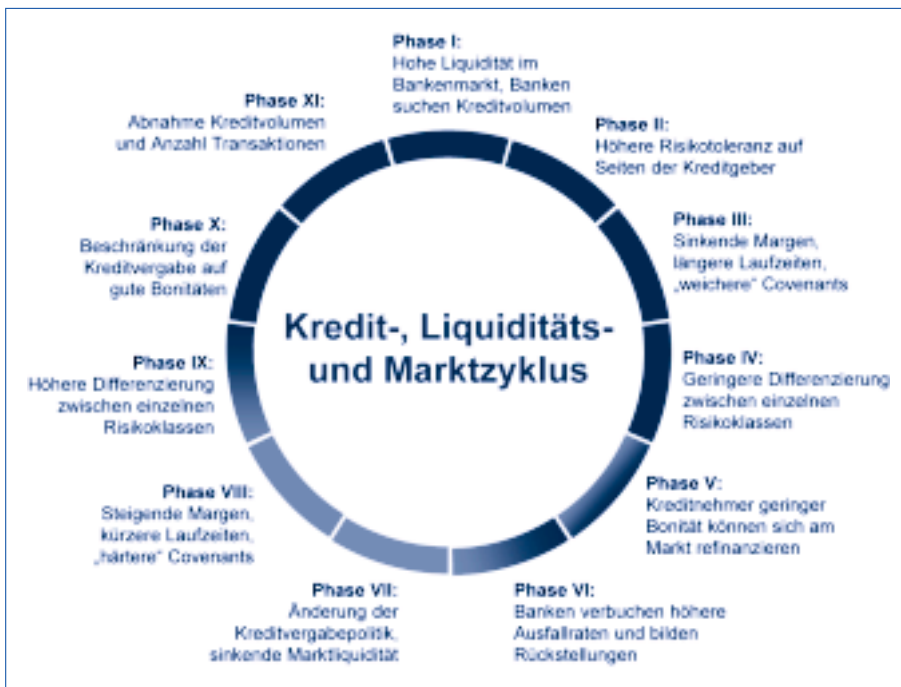 Phase I:
Hohe Liquidität im
Bankenmarkt, Banken
suchen Kreditvolumen
Phase II:
Höhere Risikotoleranz auf
Seiten der Kreditgeber
Phase III:
Sinkende Margen,
längere Laufzeiten,
„weichere“ Covenants
Phase IV:
Geringere Differenzierung
zwischen einzelnen
Risikoklassen
Phase V:
Kreditnehmer geringer
Bonität können sich am
Markt refinanzieren
Phase VI:
Banken verbuchen höhere
Ausfallraten und bilden
Rückstellungen
Phase VII:
Änderung der
Kreditvergabepolitik,
sinkende Marktliquidität
Phase VIII:
Steigende Margen,
kürzere Laufzeiten,
„härtere“ Covenants
Phase IX:
Höhere Differenzierung
zwischen einzelnen
Risikoklassen
Phase X:
Beschränkung der
Kreditvergabe auf
gute Bonitäten
Phase XI:
Abnahme Kreditvolumen
und Anzahl Transaktionen
Kredit-, Liquiditäts-
und Marktzyklus